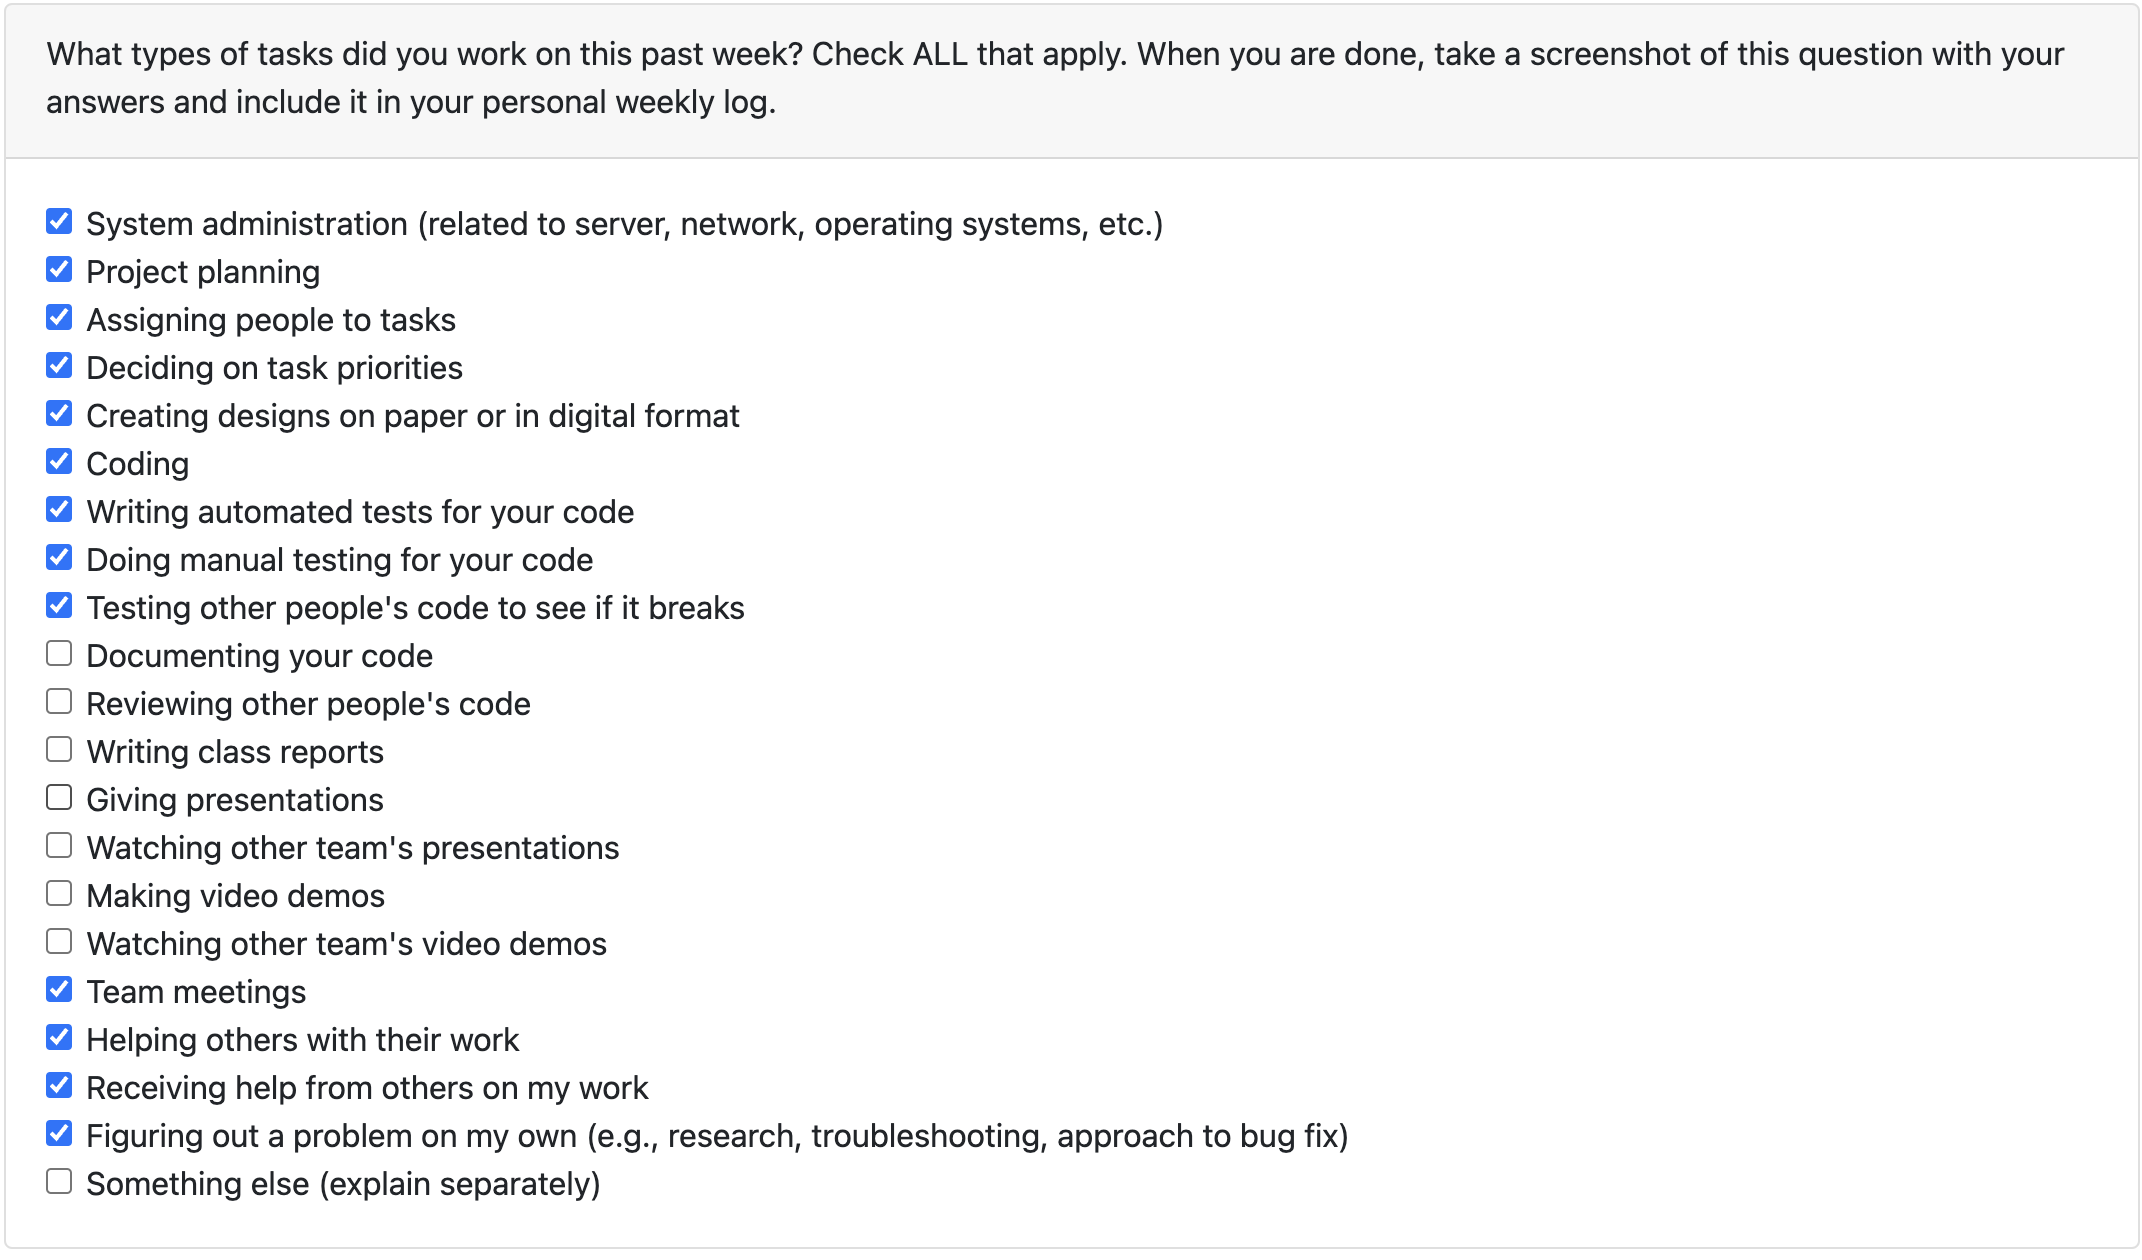 What types of tasks did you work on this past week? Check ALL that apply. When you are done, take a screenshot of this question with your
answers and include it in your personal weekly log.
System administration (related to server, network, operating systems, etc.)
Project planning
Assigning people to tasks
Deciding on task priorities
Creating designs on paper or in digital format
Coding
Writing automated tests for your code
Doing manual testing for your code
Testing other people's code to see if it breaks
Documenting your code
Reviewing other people's code
Writing class reports
Giving presentations
Watching other team's presentations
Making video demos
Watching other team's video demos
Team meetings
Helping others with their work
Receiving help from others on my work
Figuring out a problem on my own (e.g., research, troubleshooting, approach to bug fix)
Something else (explain separately)